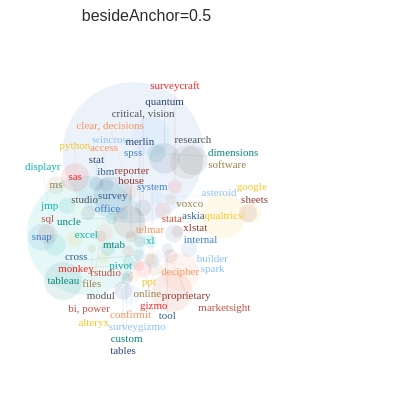 besideAnchor=0.5
surveycraft
quantum
critical, vision
clear, decisions
wincross
merlin
research
python
access
spss
dimensions
software
stat
displayr
sas
ibm
reporter
house
ms
system
google
asteroid
studio
survey
sheets
jmp
office
voxco
sql
uncle
stata
askia
qualtrics
telmar
xlstat
snap
excel
xl
internal
mtab
cross
builder
monkey
rstudio
pivot
spark
decipher
tableau
files
ppt
modul
online
proprietary
bi, power
gizmo
marketsight
confirmit
tool
alteryx
surveygizmo
custom
tables